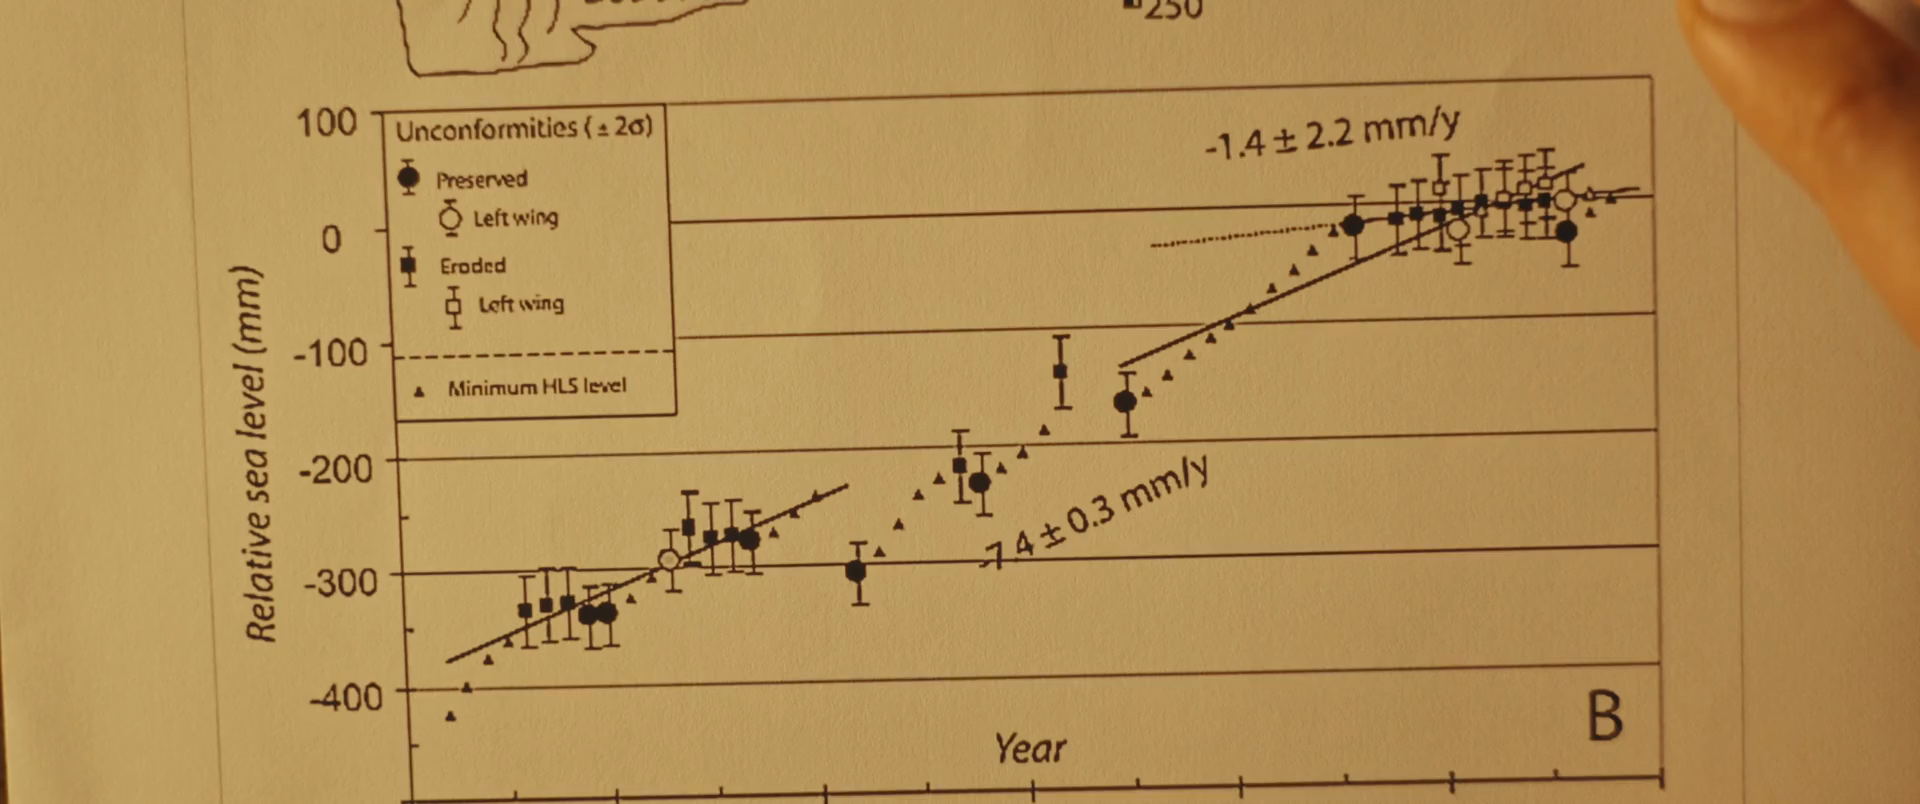 250
100
Unconformities (± 2σ)
Preserved
Left wing
Eroded
Left wing
Minimum HLS level
-1.4 ± 2.2 mm/y
0
-100
-200
-300
-400
Relative sea level (mm)
7.4 ± 0.3 mm/y
Year
B